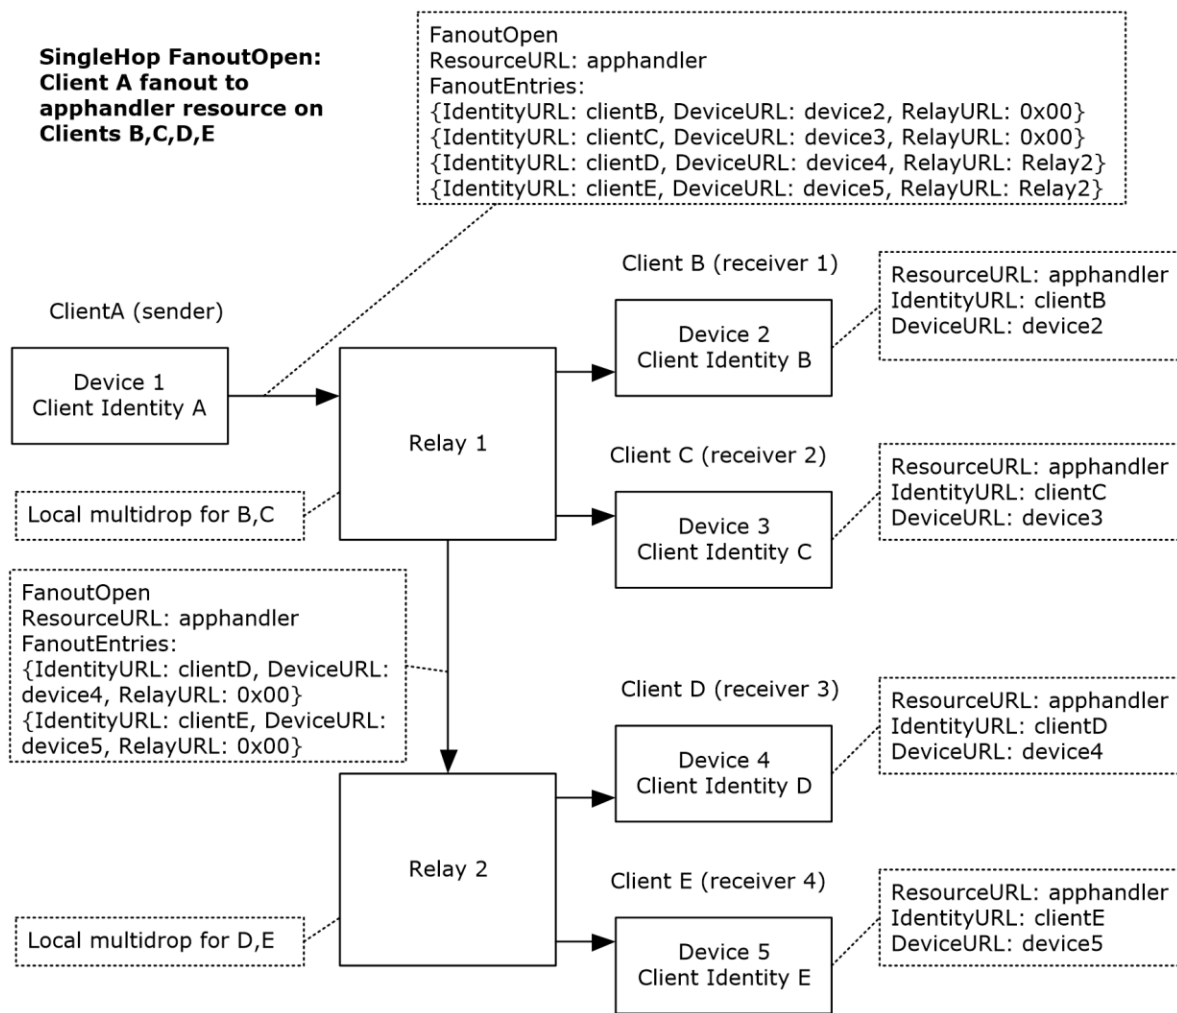 SingleHop FanoutOpen:
Client A fanout to
apphandler resource on
Clients B,C,D,E
FanoutOpen
ResourceURL: apphandler
FanoutEntries:
{IdentityURL: clientB, DeviceURL: device2, RelayURL: 0x00}
{IdentityURL: clientC, DeviceURL: device3, RelayURL: 0x00}
{IdentityURL: clientD, DeviceURL: device4, RelayURL: Relay2}
{IdentityURL: clientE, DeviceURL: device5, RelayURL: Relay2}
ClientA (sender)
Device 1
Client Identity A
Relay 1
Client B (receiver 1)
Device 2
Client Identity B
ResourceURL: apphandler
IdentityURL: clientB
DeviceURL: device2
Client C (receiver 2)
Device 3
Client Identity C
ResourceURL: apphandler
IdentityURL: clientC
DeviceURL: device3
Local multidrop for B,C
FanoutOpen
ResourceURL: apphandler
FanoutEntries:
{IdentityURL: clientD, DeviceURL:
device4, RelayURL: 0x00}
{IdentityURL: clientE, DeviceURL:
device5, RelayURL: 0x00}
Relay 2
Client D (receiver 3)
Device 4
Client Identity D
ResourceURL: apphandler
IdentityURL: clientD
DeviceURL: device4
Client E (receiver 4)
Device 5
Client Identity E
ResourceURL: apphandler
IdentityURL: clientE
DeviceURL: device5
Local multidrop for D,E